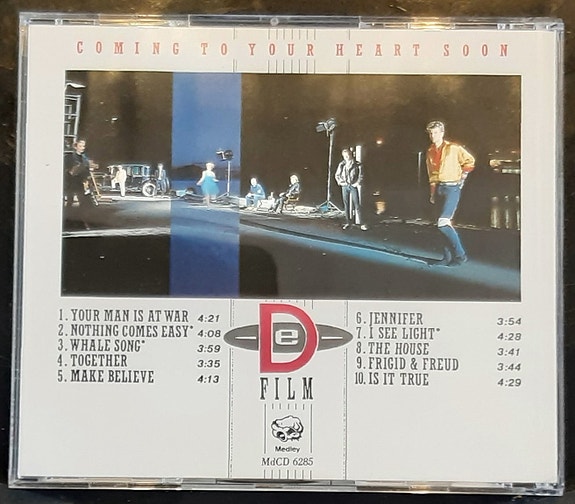 COMING TO YOUR HEART SOON
1. YOUR MAN IS AT WAR 4:21
2. NOTHING COMES EASY* 4:08
3. WHALE SONG* 3:59
4. TOGETHER 3:35
5. MAKE BELIEVE 4:13
De
FILM
Medley
MdCD 6285
6. JENNIFER 3:54
7. I SEE LIGHT* 4:28
8. THE HOUSE 3:41
9. FRIGID & FREUD 3:44
10. IS IT TRUE 4:29